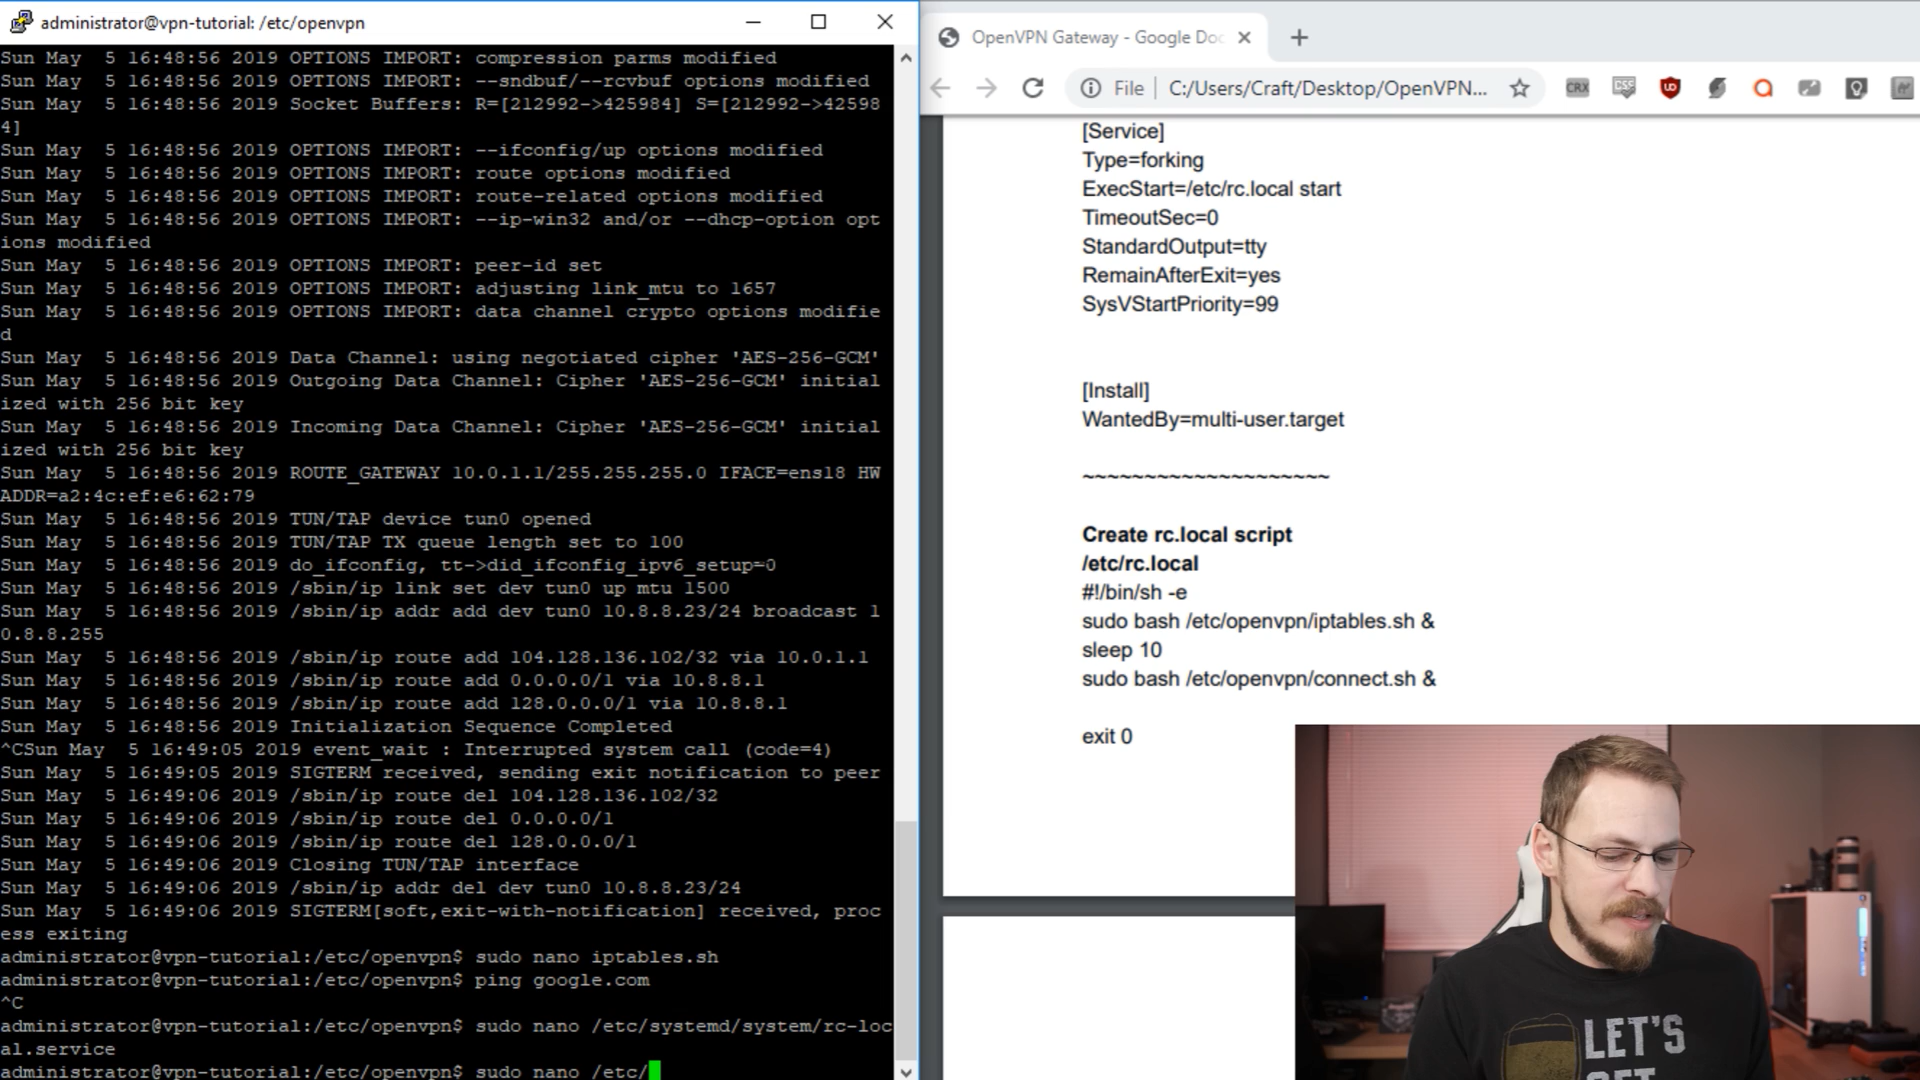 administrator@vpn-tutorial: /etc/openvpn
Sun May  5 16:48:56 2019 OPTIONS IMPORT: compression parms modified
Sun May  5 16:48:56 2019 OPTIONS IMPORT: --sndbuf/--rcvbuf options modified
Sun May  5 16:48:56 2019 Socket Buffers: R=[212992->425984] S=[212992->42598
4]
Sun May  5 16:48:56 2019 OPTIONS IMPORT: --ifconfig/up options modified
Sun May  5 16:48:56 2019 OPTIONS IMPORT: route options modified
Sun May  5 16:48:56 2019 OPTIONS IMPORT: route-related options modified
Sun May  5 16:48:56 2019 OPTIONS IMPORT: --ip-win32 and/or --dhcp-option opt
ions modified
Sun May  5 16:48:56 2019 OPTIONS IMPORT: peer-id set
Sun May  5 16:48:56 2019 OPTIONS IMPORT: adjusting link_mtu to 1657
Sun May  5 16:48:56 2019 OPTIONS IMPORT: data channel crypto options modifie
d
Sun May  5 16:48:56 2019 Data Channel: using negotiated cipher 'AES-256-GCM'
Sun May  5 16:48:56 2019 Outgoing Data Channel: Cipher 'AES-256-GCM' initial
ized with 256 bit key
Sun May  5 16:48:56 2019 Incoming Data Channel: Cipher 'AES-256-GCM' initial
ized with 256 bit key
Sun May  5 16:48:56 2019 ROUTE_GATEWAY 10.0.1.1/255.255.255.0 IFACE=ens18 HW
ADDR=a2:4c:ef:e6:62:79
Sun May  5 16:48:56 2019 TUN/TAP device tun0 opened
Sun May  5 16:48:56 2019 TUN/TAP TX queue length set to 100
Sun May  5 16:48:56 2019 do_ifconfig, tt->did_ifconfig_ipv6_setup=0
Sun May  5 16:48:56 2019 /sbin/ip link set dev tun0 up mtu 1500
Sun May  5 16:48:56 2019 /sbin/ip addr add dev tun0 10.8.8.23/24 broadcast 1
0.8.8.255
Sun May  5 16:48:56 2019 /sbin/ip route add 104.128.136.102/32 via 10.0.1.1
Sun May  5 16:48:56 2019 /sbin/ip route add 0.0.0.0/1 via 10.8.8.1
Sun May  5 16:48:56 2019 /sbin/ip route add 128.0.0.0/1 via 10.8.8.1
Sun May  5 16:48:56 2019 Initialization Sequence Completed
^CSun May  5 16:49:05 2019 event_wait : Interrupted system call (code=4)
Sun May  5 16:49:05 2019 SIGTERM received, sending exit notification to peer
Sun May  5 16:49:06 2019 /sbin/ip route del 104.128.136.102/32
Sun May  5 16:49:06 2019 /sbin/ip route del 0.0.0.0/1
Sun May  5 16:49:06 2019 /sbin/ip route del 128.0.0.0/1
Sun May  5 16:49:06 2019 Closing TUN/TAP interface
Sun May  5 16:49:06 2019 /sbin/ip addr del dev tun0 10.8.8.23/24
Sun May  5 16:49:06 2019 SIGTERM[soft,exit-with-notification] received, proc
ess exiting
administrator@vpn-tutorial:/etc/openvpn$ sudo nano iptables.sh
administrator@vpn-tutorial:/etc/openvpn$ ping google.com
^C
administrator@vpn-tutorial:/etc/openvpn$ sudo nano /etc/systemd/system/rc-loc
al.service
administrator@vpn-tutorial:/etc/openvpn$ sudo nano /etc/
OpenVPN Gateway - Google Doc
File | C:/Users/Craft/Desktop/OpenVPN...
CRX
CSS
[Service]
Type=forking
ExecStart=/etc/rc.local start
TimeoutSec=0
StandardOutput=tty
RemainAfterExit=yes
SysVStartPriority=99
[Install]
WantedBy=multi-user.target
~~~~~~~~~~~~~~~~~~~~
Create rc.local script
/etc/rc.local
#!/bin/sh -e
sudo bash /etc/openvpn/iptables.sh &
sleep 10
sudo bash /etc/openvpn/connect.sh &
exit 0
LET'S
GET